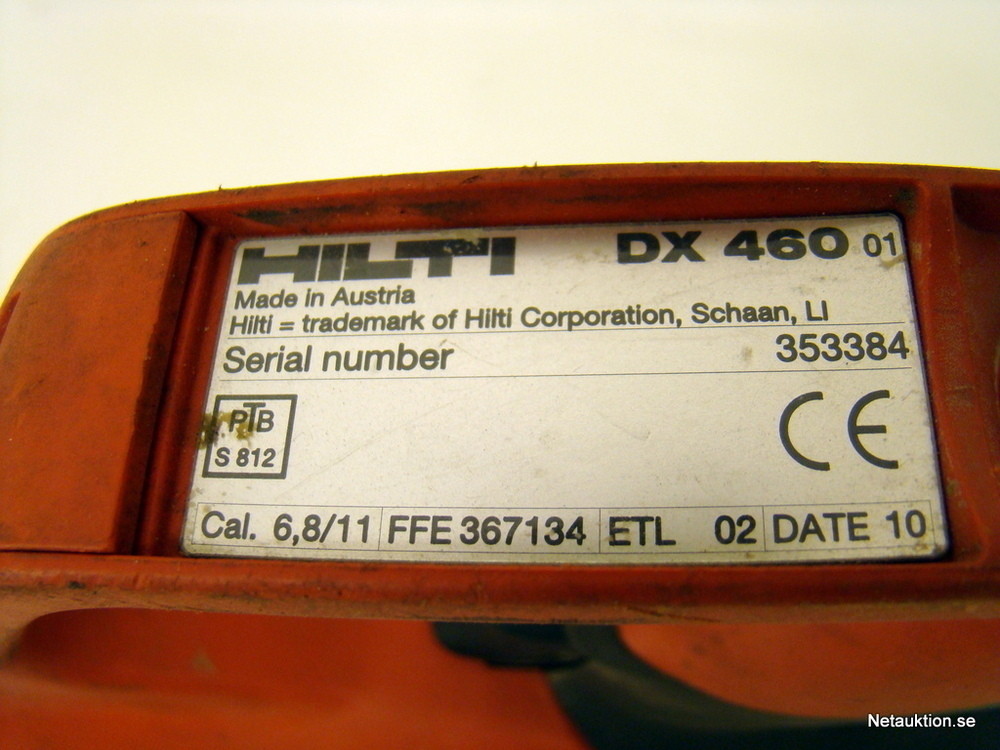 HILTI DX 460 01
Made in Austria
Hilti = trademark of Hilti Corporation, Schaan, LI
Serial number 353384
PTB
S 812
CE
Cal. 6,8/11 FFE 367134 ETL 02 DATE 10
Netauktion.se